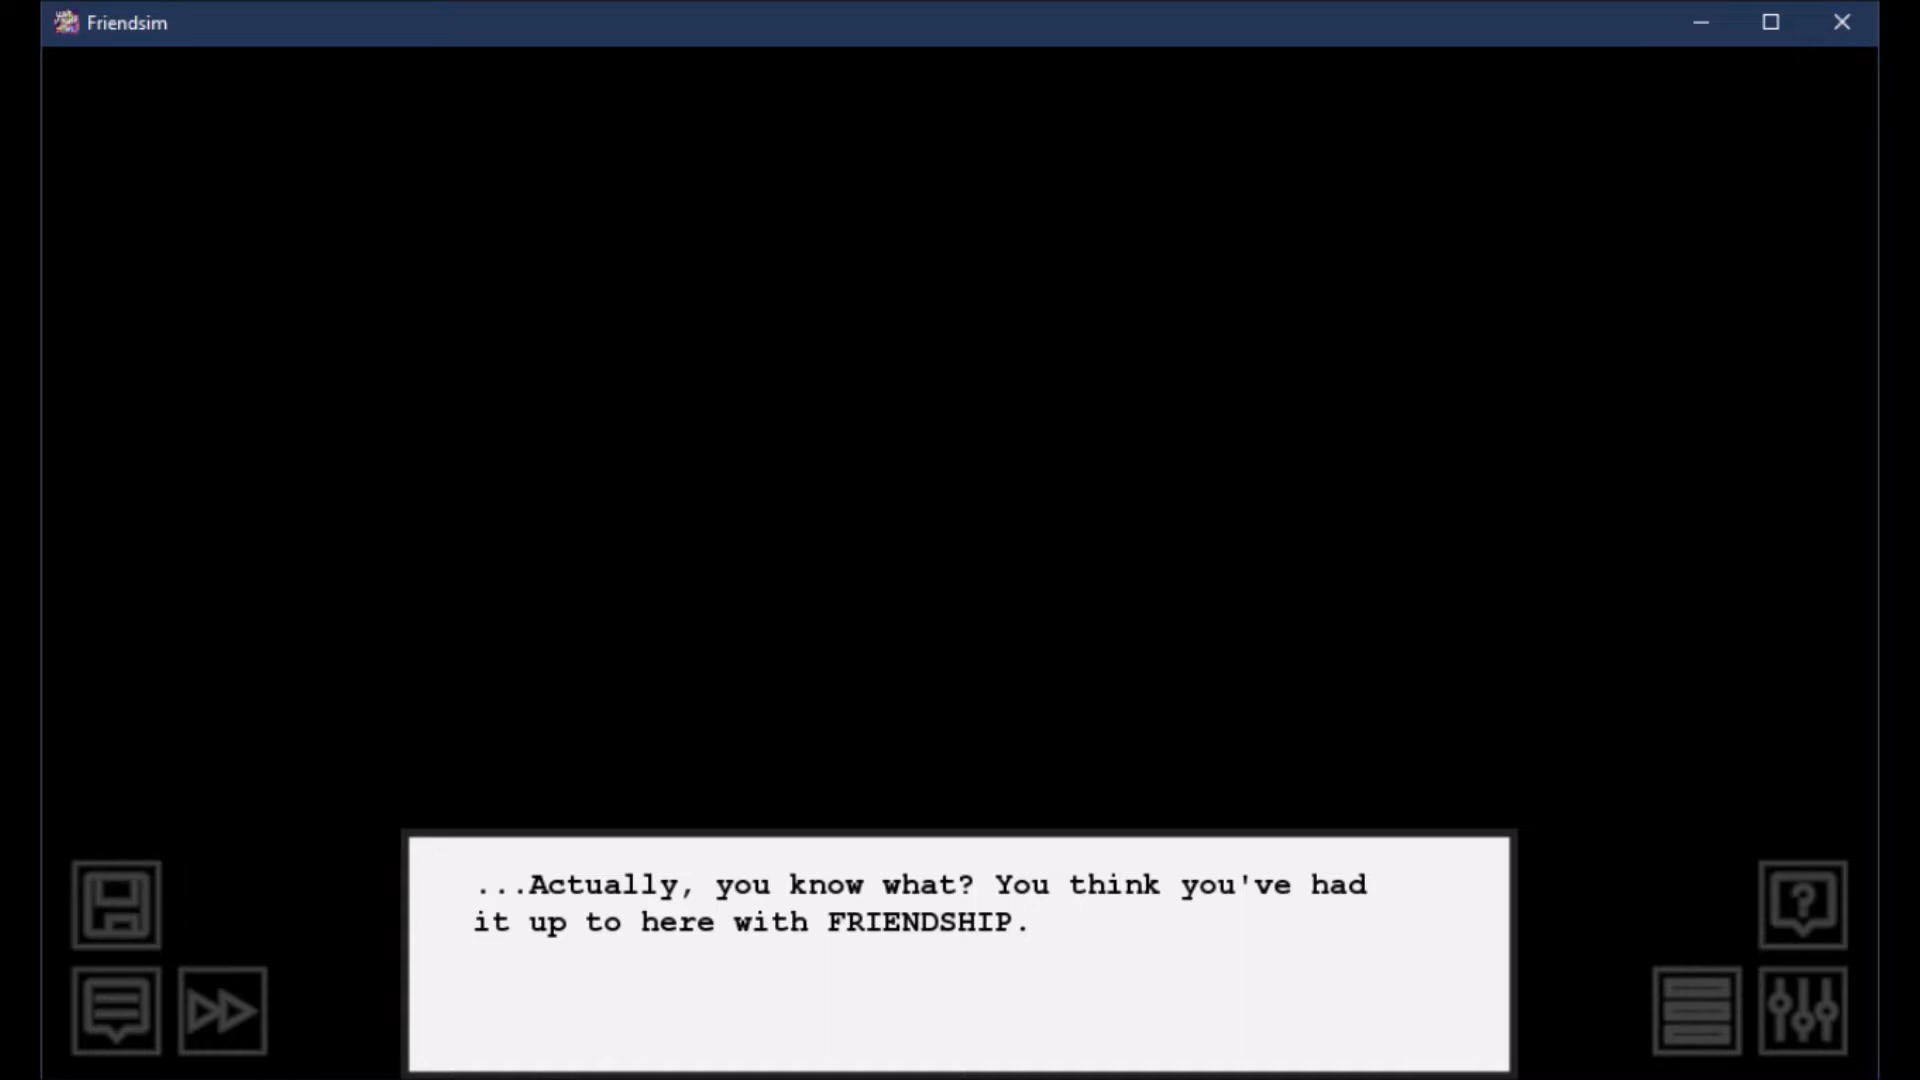 Friendsim
...Actually, you know what? You think you've had
it up to here with FRIENDSHIP.